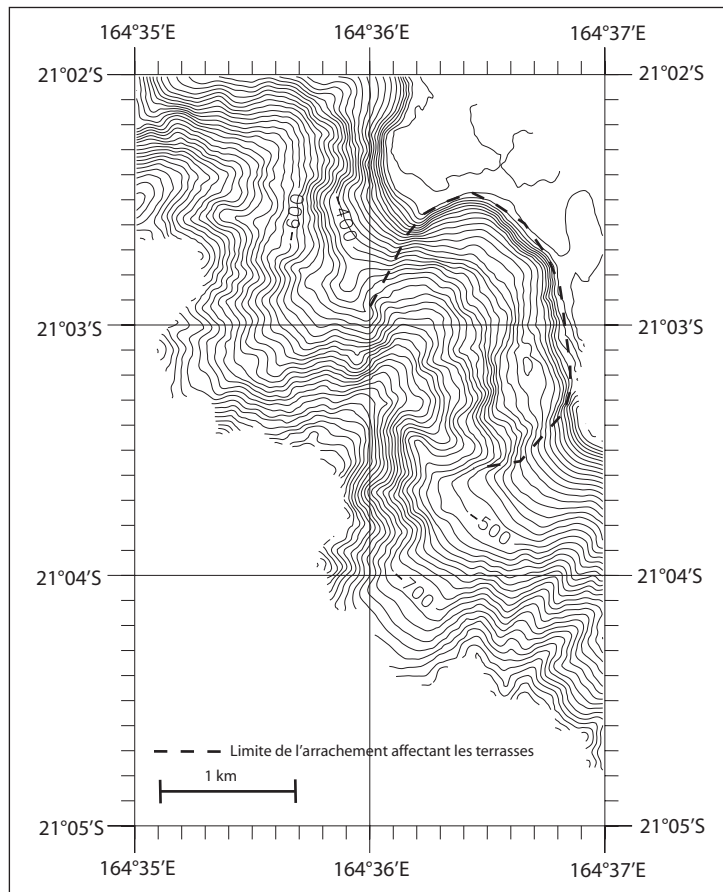 164°35'E 164°36'E 164°37'E
21°02'S 21°02'S
-600
-400
21°03'S 21°03'S
-500
21°04'S 21°04'S
-700
Limite de l'arrachement affectant les terrasses
1 km
21°05'S 21°05'S
164°35'E 164°36'E 164°37'E